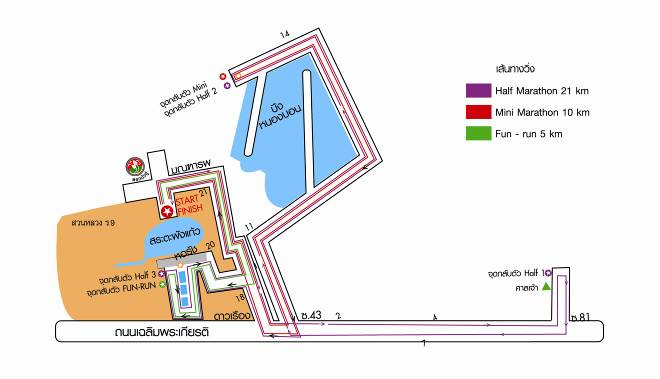 14
เส้นทางวิ่ง
Half Marathon 21 km
Mini Marathon 10 km
Fun - run 5 km
จุดกลับตัว Mini
จุดกลับตัว Half 2
บึง
หนองบอน
มณฑารพ
21
START
FINISH
สวนหลวง ร9
11
สระตะพังแก้ว
หอรัช
20
จุดกลับตัว Half 3
จุดกลับตัว FUN-RUN
จุดกลับตัว Half 1
ศาลเจ้า
18
ดาวเรือง
ซ.43
2
4
ซ.81
ถนนเฉลิมพระเกียรติ
1